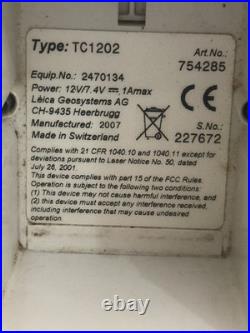 Type: TC1202
Art.No.:
754285
Equip.No.: 2470134
Power: 12V/7.4V ⎓, 1Amax
Leica Geosystems AG
CH-9435 Heerbrugg
Manufactured: 2007
Made in Switzerland
CE
S.No.:
227672
Complies with 21 CFR 1040.10 and 1040.11 except for
deviations pursuant to Laser Notice No. 50, dated
July 26, 2001.
This device complies with part 15 of the FCC Rules.
Operation is subject to the following two conditions:
(1) This device may not cause harmful interference, and
(2) this device must accept any interference received,
including interference that may cause undesired
operation.